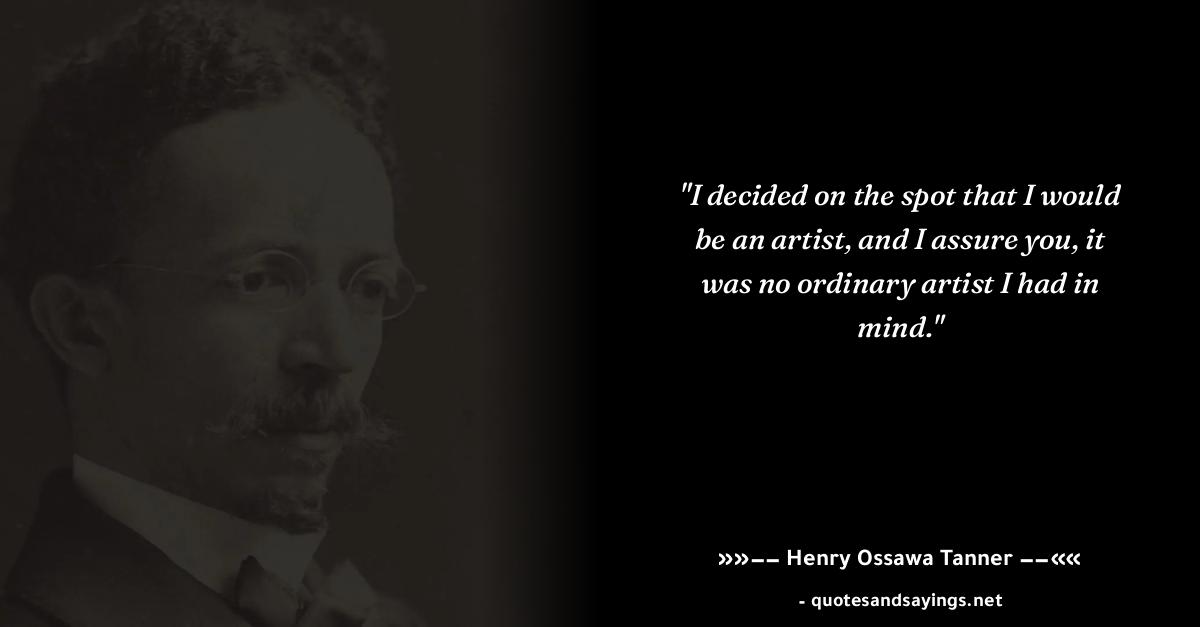 "I decided on the spot that I would
be an artist, and I assure you, it
was no ordinary artist I had in
mind."
»»−− Henry Ossawa Tanner −−««
- quotesandsayings.net